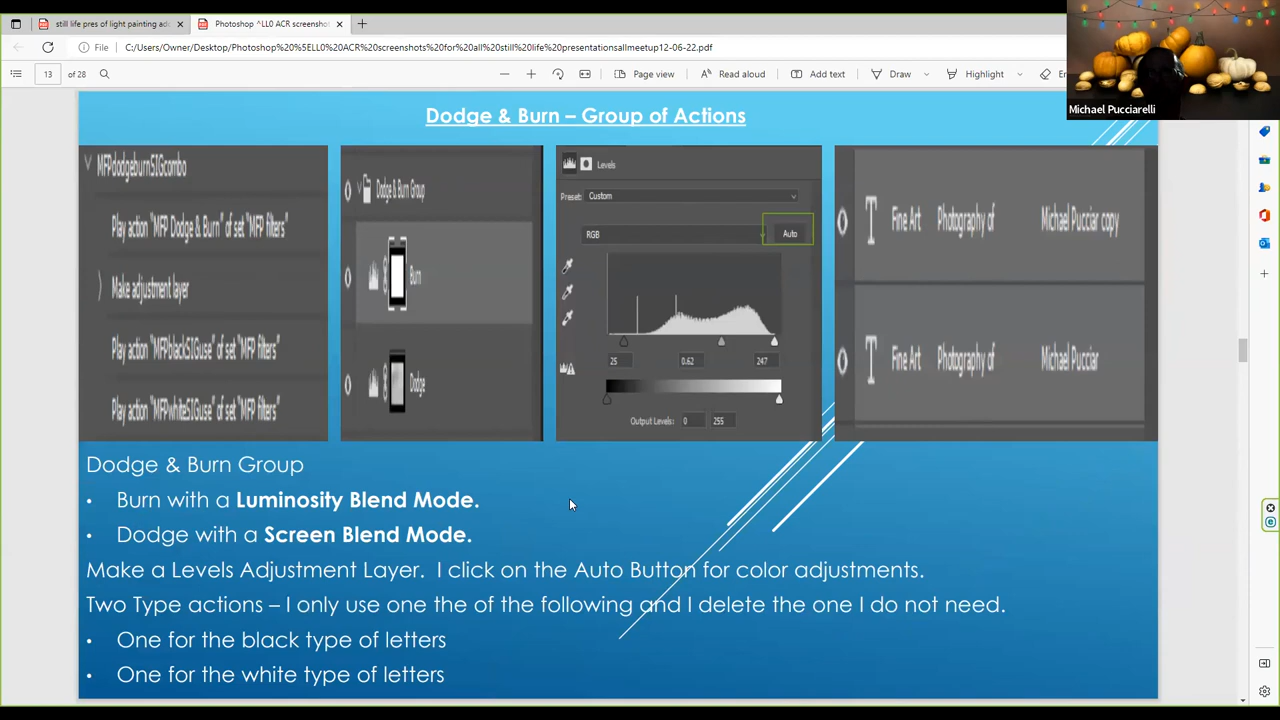 still life pres of light painting ad
Photoshop ^LL0 ACR screenshot
File
C:/Users/Owner/Desktop/Photoshop%20%5ELL0%20ACR%20screenshots%20for%20all%20still%20life%20presentationsallmeetup12-06-22.pdf
13
of 28
Page view
Read aloud
Add text
Draw
Highlight
Michael Pucciarelli
Dodge & Burn – Group of Actions
MFPdodgeburnSIGcombo
Play action “MFP Dodge & Burn” of set “MFP filters”
Make adjustment layer
Play action “MFPblackSIGuse” of set “MFP filters”
Play action “MFPwhiteSIGuse” of set “MFP filters”
Dodge & Burn Group
Burn
Dodge
Levels
Preset: Custom
RGB
Auto
25 0.62 247
Output Levels: 0 255
T Fine Art Photography of Michael Pucciar copy
T Fine Art Photography of Michael Pucciar
Dodge & Burn Group
• Burn with a Luminosity Blend Mode.
• Dodge with a Screen Blend Mode.
Make a Levels Adjustment Layer. I click on the Auto Button for color adjustments.
Two Type actions – I only use one the of the following and I delete the one I do not need.
• One for the black type of letters
• One for the white type of letters